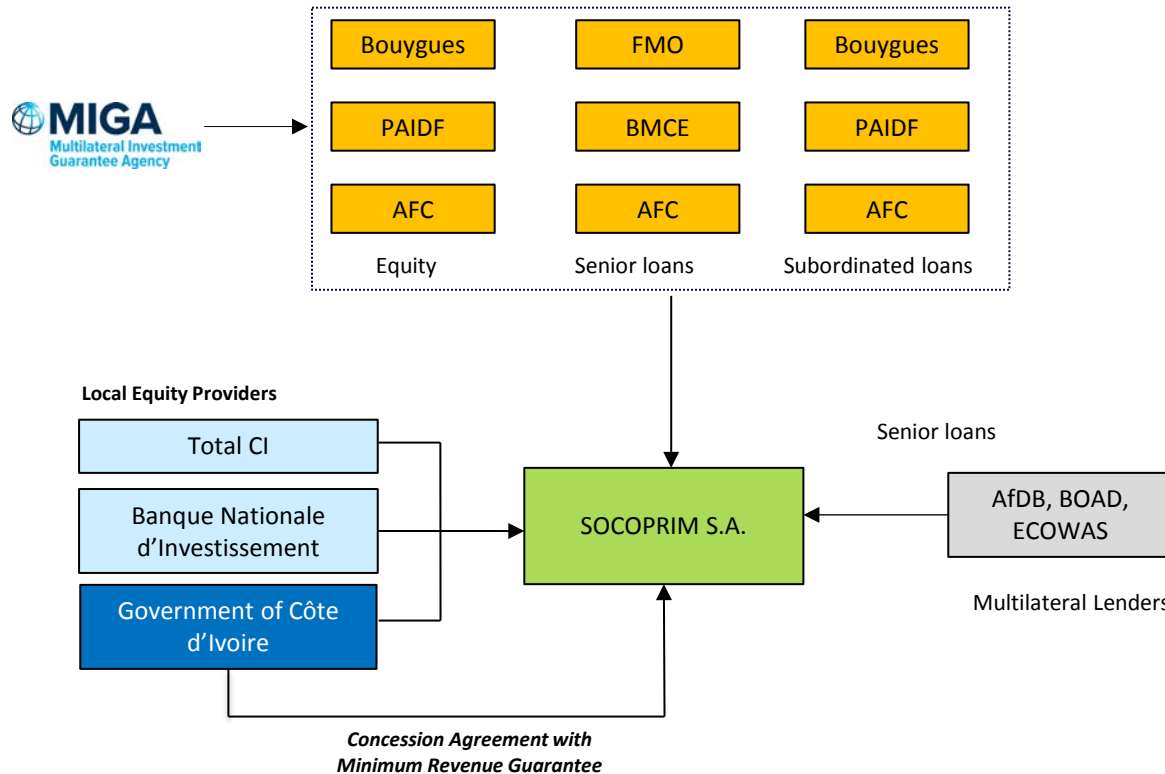 Bouygues
FMO
Bouygues
MIGA
Multilateral Investment
Guarantee Agency
PAIDF
BMCE
PAIDF
AFC
AFC
AFC
Equity
Senior loans
Subordinated loans
Local Equity Providers
Total CI
Senior loans
Banque Nationale
d’Investissement
SOCOPRIM S.A.
AfDB, BOAD,
ECOWAS
Government of Côte
d’Ivoire
Multilateral Lenders
Concession Agreement with
Minimum Revenue Guarantee